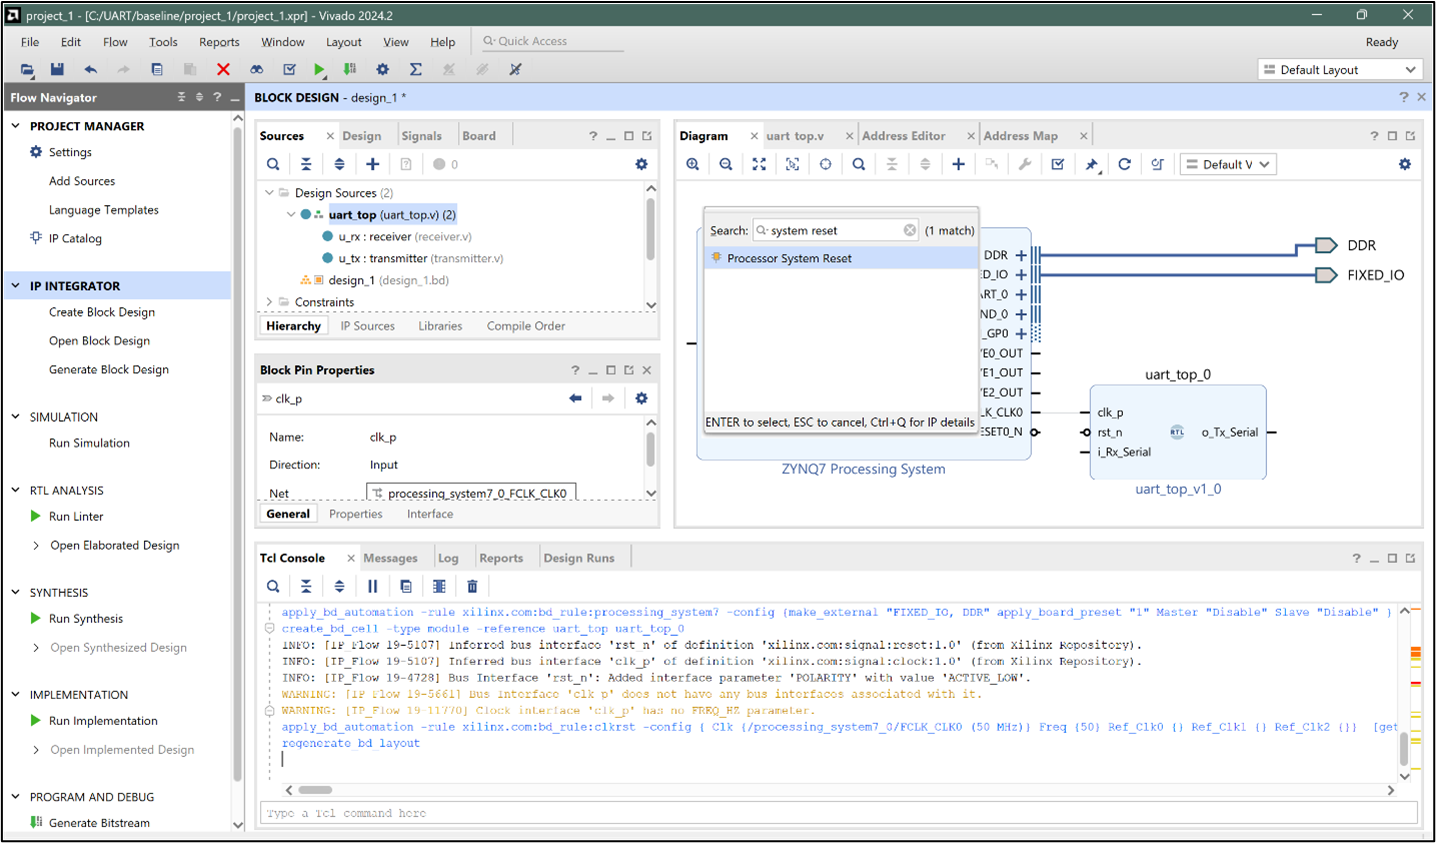 project_1 - [C:/UART/baseline/project_1/project_1.xpr] - Vivado 2024.2
File Edit Flow Tools Reports Window Layout View Help Quick Access Ready
Default Layout
Flow Navigator
PROJECT MANAGER
Settings
Add Sources
Language Templates
IP Catalog
IP INTEGRATOR
Create Block Design
Open Block Design
Generate Block Design
SIMULATION
Run Simulation
RTL ANALYSIS
Run Linter
Open Elaborated Design
SYNTHESIS
Run Synthesis
Open Synthesized Design
IMPLEMENTATION
Run Implementation
Open Implemented Design
PROGRAM AND DEBUG
Generate Bitstream
BLOCK DESIGN - design_1 *
Sources Design Signals Board
0
Design Sources (2)
uart_top (uart_top.v) (2)
u_rx : receiver (receiver.v)
u_tx : transmitter (transmitter.v)
design_1 (design_1.bd)
Constraints
Hierarchy IP Sources Libraries Compile Order
Block Pin Properties
clk_p
Name: clk_p
Direction: Input
Net processing_system7_0_FCLK_CLK0
General Properties Interface
Diagram uart top.v Address Editor Address Map
Default V
Search: system reset (1 match)
Processor System Reset
ENTER to select, ESC to cancel, Ctrl+Q for IP details
DDR
ED_IO
ART_0
ND_0
_GP0
E0_OUT
E1_OUT
E2_OUT
LK_CLK0
ESET0_N
ZYNQ7 Processing System
DDR
FIXED_IO
uart_top_0
clk_p
rst_n RTL o_Tx_Serial
i_Rx_Serial
uart_top_v1_0
Tcl Console Messages Log Reports Design Runs
apply_bd_automation -rule xilinx.com:bd_rule:processing_system7 -config {make_external "FIXED_IO, DDR" apply_board_preset "1" Master "Disable" Slave "Disable" }
create_bd_cell -type module -reference uart_top uart_top_0
INFO: [IP_Flow 19-5107] Inferred bus interface 'rst_n' of definition 'xilinx.com:signal:reset:1.0' (from Xilinx Repository).
INFO: [IP_Flow 19-5107] Inferred bus interface 'clk_p' of definition 'xilinx.com:signal:clock:1.0' (from Xilinx Repository).
INFO: [IP_Flow 19-4728] Bus Interface 'rst_n': Added interface parameter 'POLARITY' with value 'ACTIVE_LOW'.
WARNING: [IP_Flow 19-5661] Bus Interface 'clk_p' does not have any bus interfaces associated with it.
WARNING: [IP_Flow 19-11770] Clock interface 'clk_p' has no FREQ_HZ parameter.
apply_bd_automation -rule xilinx.com:bd_rule:clkrst -config { Clk {/processing_system7_0/FCLK_CLK0 (50 MHz)} Freq {50} Ref_Clk0 {} Ref_Clk1 {} Ref_Clk2 {}} [get
regenerate_bd_layout
Type a Tcl command here